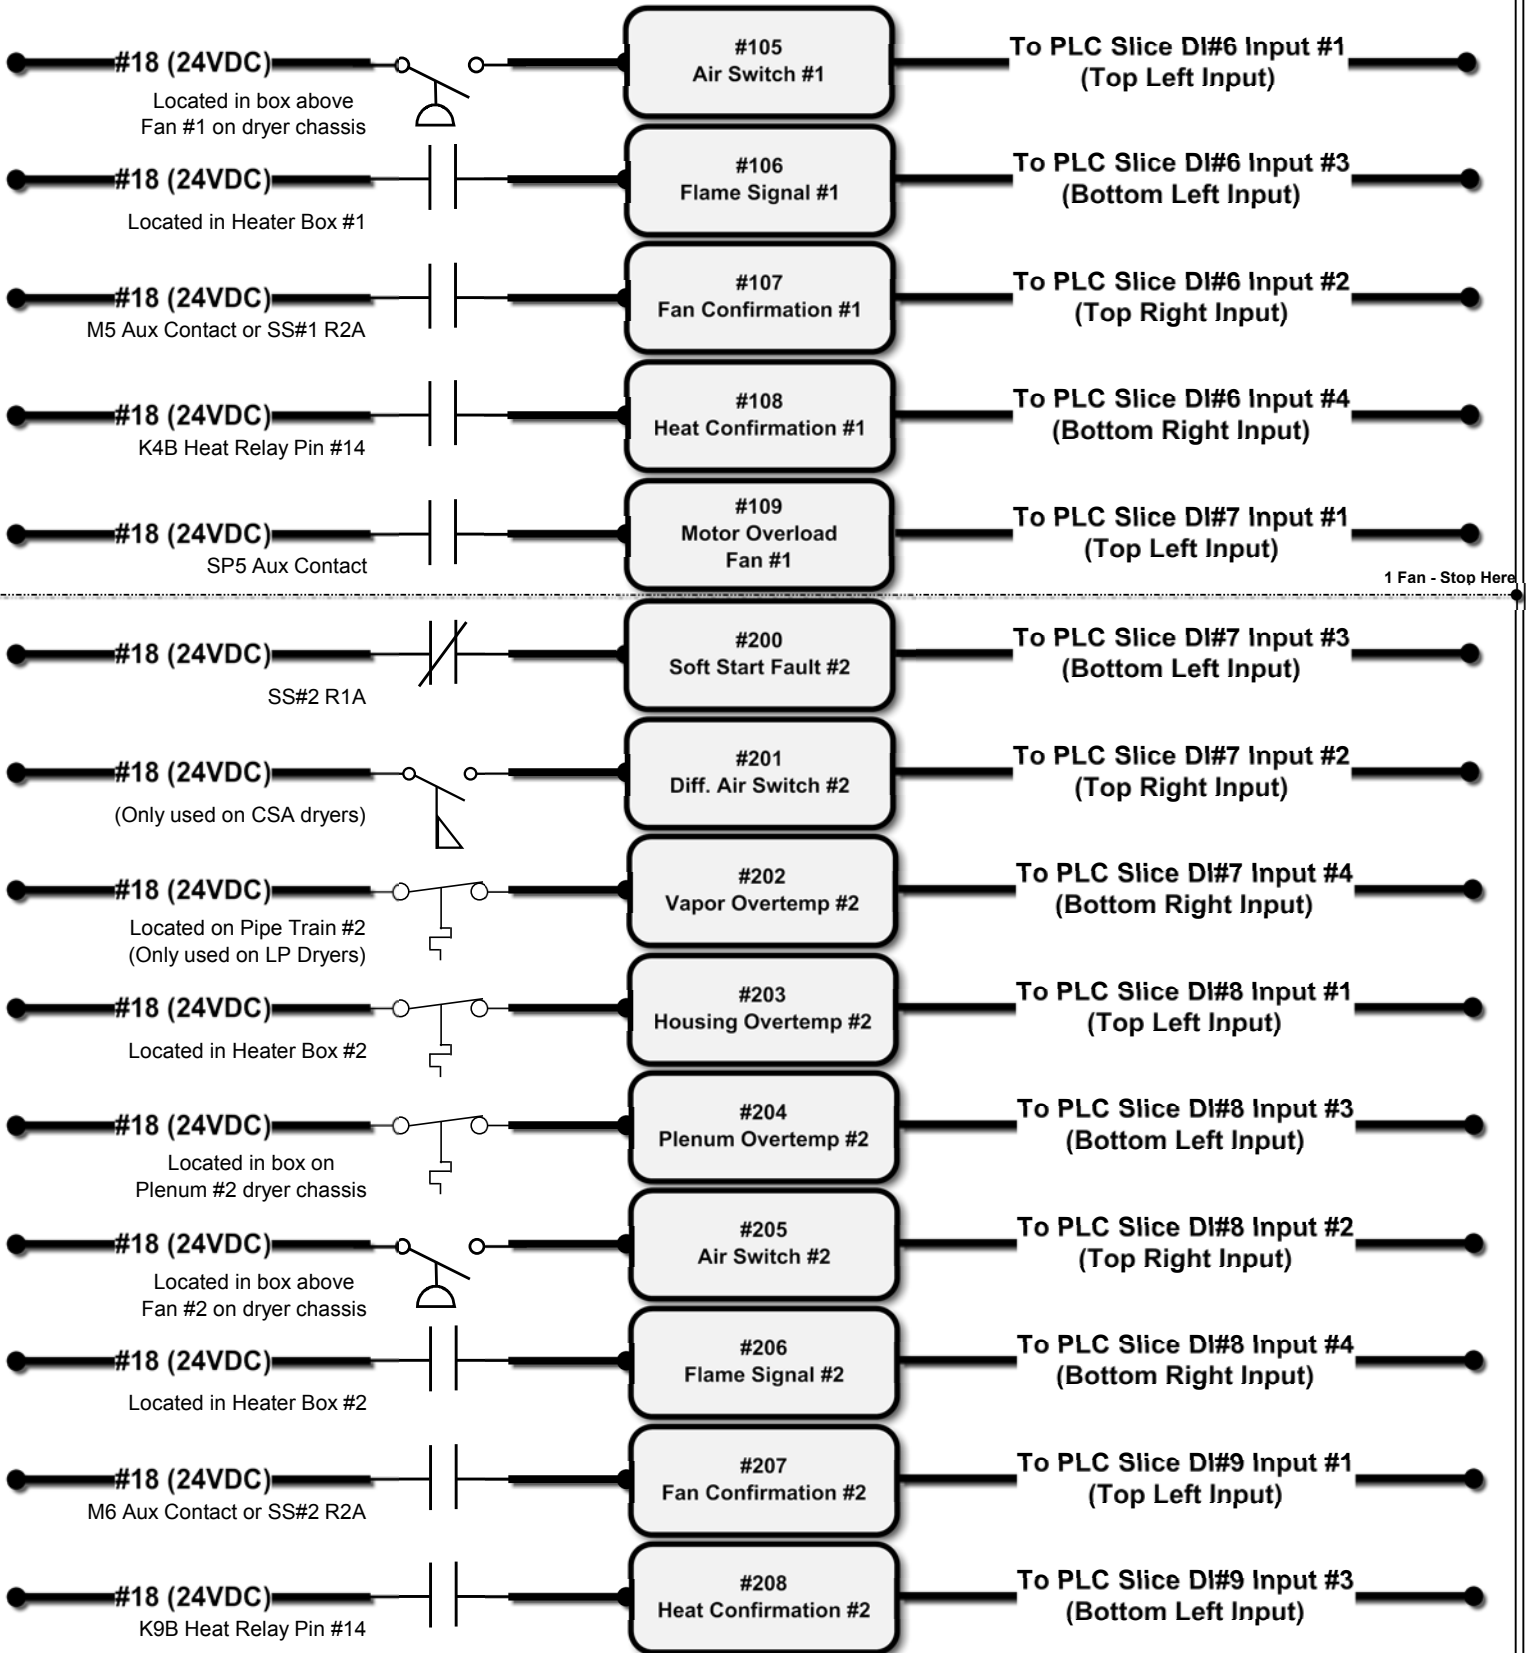 #18 (24VDC)
Located in box above
Fan #1 on dryer chassis
#105
Air Switch #1
To PLC Slice DI#6 Input #1
(Top Left Input)
#18 (24VDC)
Located in Heater Box #1
#106
Flame Signal #1
To PLC Slice DI#6 Input #3
(Bottom Left Input)
#18 (24VDC)
M5 Aux Contact or SS#1 R2A
#107
Fan Confirmation #1
To PLC Slice DI#6 Input #2
(Top Right Input)
#18 (24VDC)
K4B Heat Relay Pin #14
#108
Heat Confirmation #1
To PLC Slice DI#6 Input #4
(Bottom Right Input)
#18 (24VDC)
SP5 Aux Contact
#109
Motor Overload
Fan #1
To PLC Slice DI#7 Input #1
(Top Left Input)
1 Fan - Stop Here
#18 (24VDC)
SS#2 R1A
#200
Soft Start Fault #2
To PLC Slice DI#7 Input #3
(Bottom Left Input)
#18 (24VDC)
(Only used on CSA dryers)
#201
Diff. Air Switch #2
To PLC Slice DI#7 Input #2
(Top Right Input)
#18 (24VDC)
Located on Pipe Train #2
(Only used on LP Dryers)
#202
Vapor Overtemp #2
To PLC Slice DI#7 Input #4
(Bottom Right Input)
#18 (24VDC)
Located in Heater Box #2
#203
Housing Overtemp #2
To PLC Slice DI#8 Input #1
(Top Left Input)
#18 (24VDC)
Located in box on
Plenum #2 dryer chassis
#204
Plenum Overtemp #2
To PLC Slice DI#8 Input #3
(Bottom Left Input)
#18 (24VDC)
Located in box above
Fan #2 on dryer chassis
#205
Air Switch #2
To PLC Slice DI#8 Input #2
(Top Right Input)
#18 (24VDC)
Located in Heater Box #2
#206
Flame Signal #2
To PLC Slice DI#8 Input #4
(Bottom Right Input)
#18 (24VDC)
M6 Aux Contact or SS#2 R2A
#207
Fan Confirmation #2
To PLC Slice DI#9 Input #1
(Top Left Input)
#18 (24VDC)
K9B Heat Relay Pin #14
#208
Heat Confirmation #2
To PLC Slice DI#9 Input #3
(Bottom Left Input)